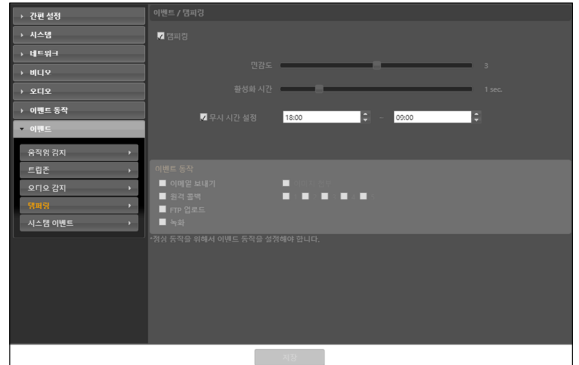 간편 설정
시스템
네트워크
비디오
오디오
이벤트 동작
이벤트
움직임 감지
트립존
오디오 감지
탬퍼링
시스템 이벤트
이벤트 / 탬퍼링
탬퍼링
민감도 3
활성화 시간 1 sec.
무시 시간 설정 18:00 ~ 09:00
이벤트 동작
이메일 보내기
원격 출력
FTP 업로드
녹화
*정상 동작을 위해서 이벤트 동작을 설정해야 합니다.
저장